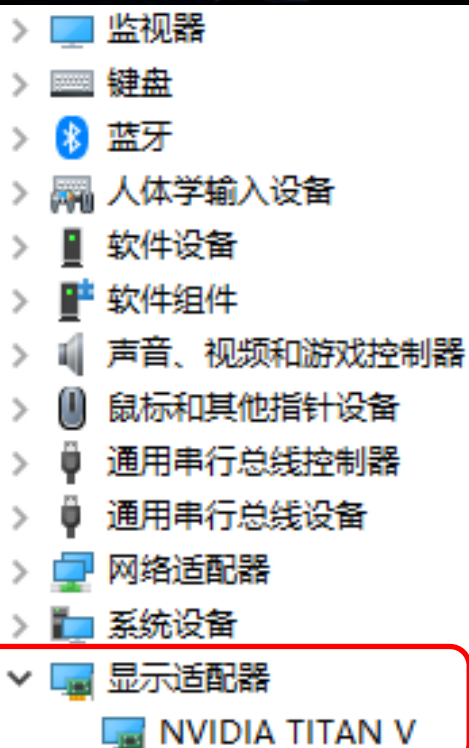 监视器
键盘
蓝牙
人体学输入设备
软件设备
软件组件
声音、视频和游戏控制器
鼠标和其他指针设备
通用串行总线控制器
通用串行总线设备
网络适配器
系统设备
显示适配器
NVIDIA TITAN V